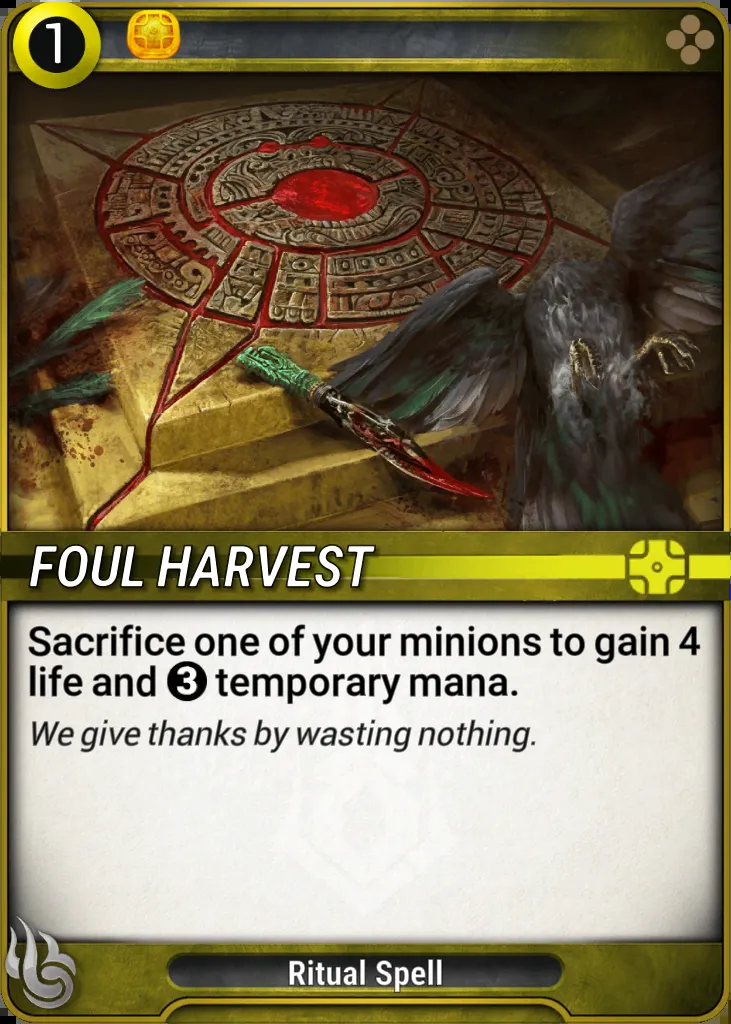 1
FOUL HARVEST
Sacrifice one of your minions to gain 4
life and 3 temporary mana.
We give thanks by wasting nothing.
Ritual Spell